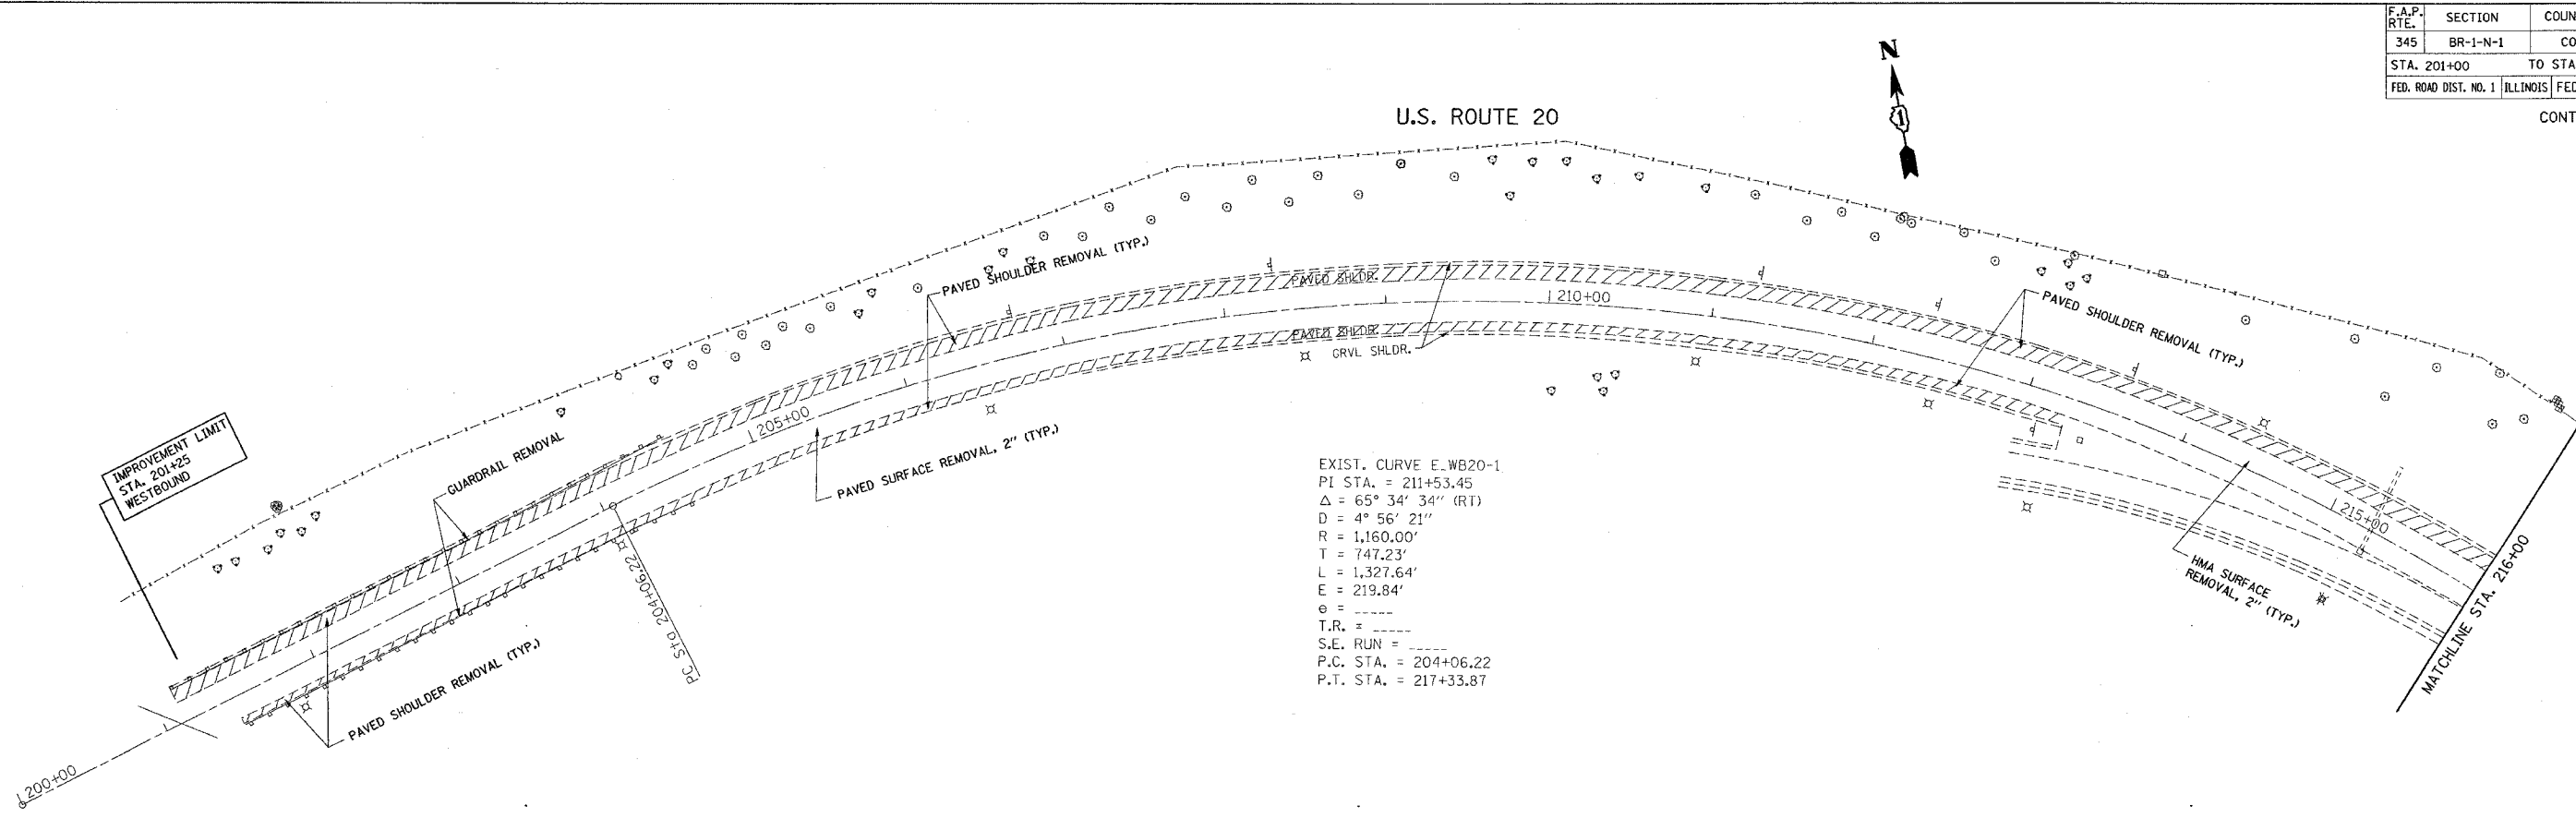 F.A.P. RTE. SECTION COUN
345 BR-1-N-1 CO
STA. 201+00 TO STA
FED. ROAD DIST. NO. 1 ILLINOIS FED
CONT
N
1
U.S. ROUTE 20
PAVED SHOULDER REMOVAL (TYP.)
PAVED SHLDR.
210+00
PAVED SHLDR.
GRVL SHLDR.
PAVED SHOULDER REMOVAL (TYP.)
205+00
IMPROVEMENT LIMIT
STA. 201+25
WESTBOUND
GUARDRAIL REMOVAL
PAVED SURFACE REMOVAL, 2" (TYP.)
PC Sta 204+06.22
PAVED SHOULDER REMOVAL (TYP.)
200+00
EXIST. CURVE E_WB20-1
PI STA. = 211+53.45
Δ = 65° 34' 34" (RT)
D = 4° 56' 21"
R = 1,160.00'
T = 747.23'
L = 1,327.64'
E = 219.84'
e = _____
T.R. = _____
S.E. RUN = _____
P.C. STA. = 204+06.22
P.T. STA. = 217+33.87
215+00
HMA SURFACE
REMOVAL, 2" (TYP.)
MATCHLINE STA. 216+00